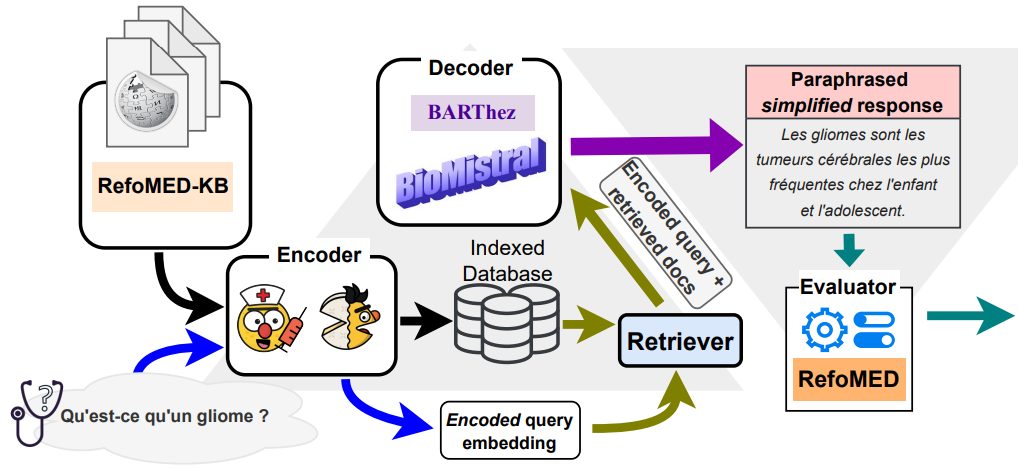 RefoMED-KB
Decoder
BARThez
BioMistral
Paraphrased
simplified response
Les gliomes sont les
tumeurs cérébrales les plus
fréquentes chez l'enfant
et l'adolescent.
Encoded query +
retrieved docs
Encoder
Indexed
Database
Retriever
Evaluator
RefoMED
?
Qu'est-ce qu'un gliome ?
Encoded query
embedding